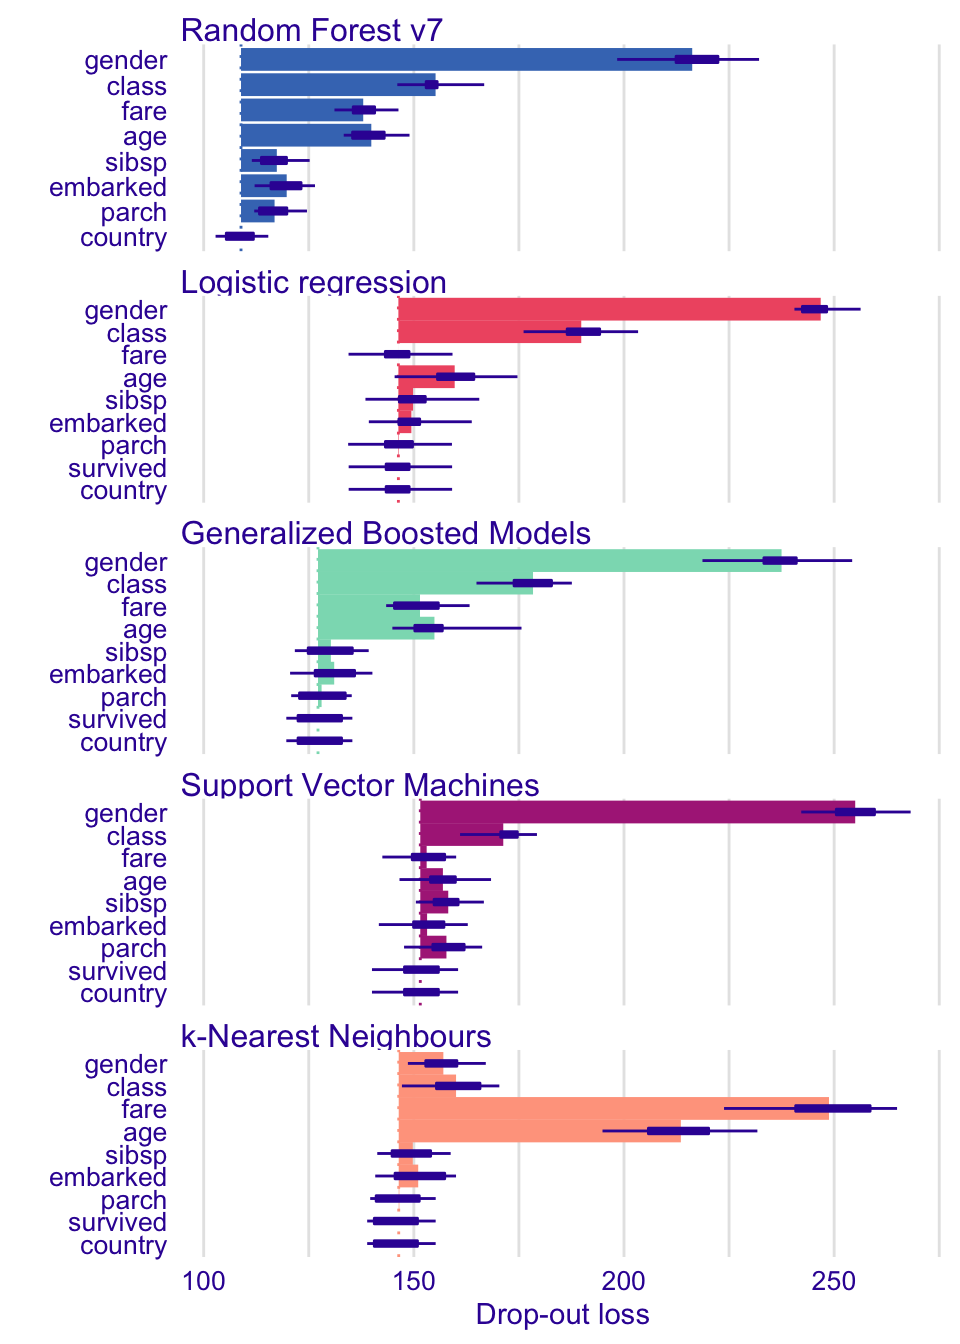 Random Forest v7
gender
class
fare
age
sibsp
embarked
parch
country
Logistic regression
gender
class
fare
age
sibsp
embarked
parch
survived
country
Generalized Boosted Models
gender
class
fare
age
sibsp
embarked
parch
survived
country
Support Vector Machines
gender
class
fare
age
sibsp
embarked
parch
survived
country
k-Nearest Neighbours
gender
class
fare
age
sibsp
embarked
parch
survived
country
100 150 200 250
Drop-out loss